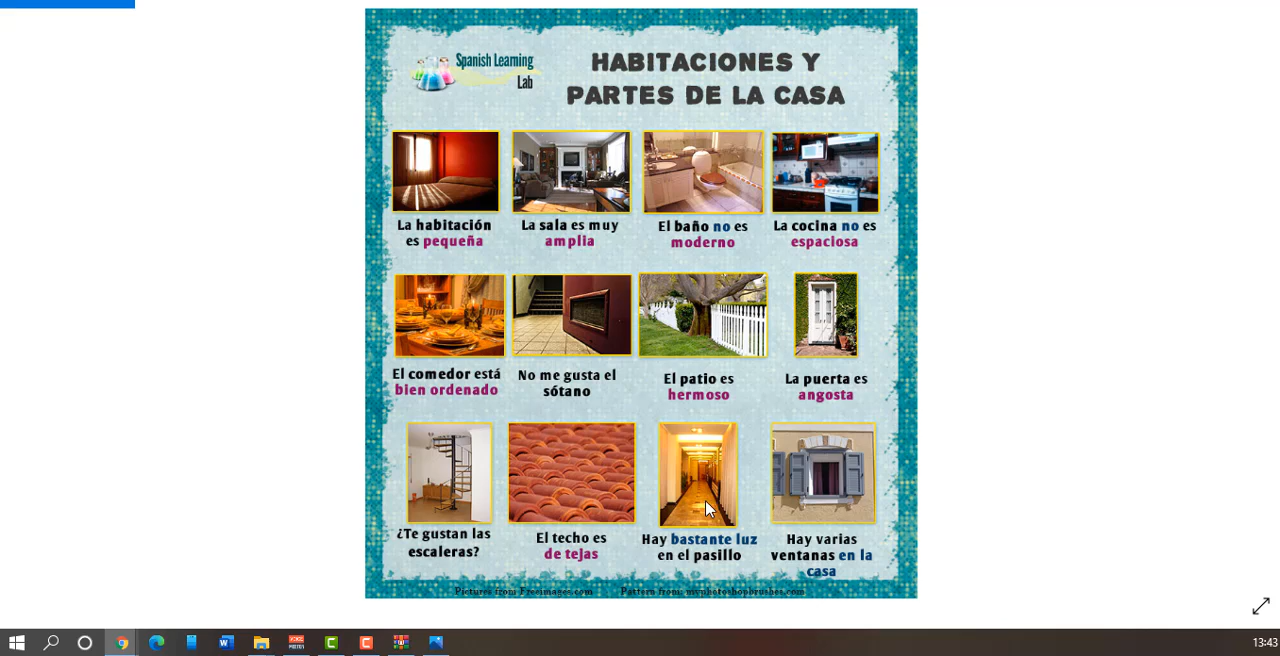 Spanish Learning
Lab
HABITACIONES Y
PARTES DE LA CASA
La habitación
es pequeña
La sala es muy
amplia
El baño no es
moderno
La cocina no es
espaciosa
El comedor está
bien ordenado
No me gusta el
sótano
El patio es
hermoso
La puerta es
angosta
¿Te gustan las
escaleras?
El techo es
de tejas
Hay bastante luz
en el pasillo
Hay varias
ventanas en la
casa
Pictures from: Freeimages.com
Pattern from: myphotoshopbrushes.com
13:43